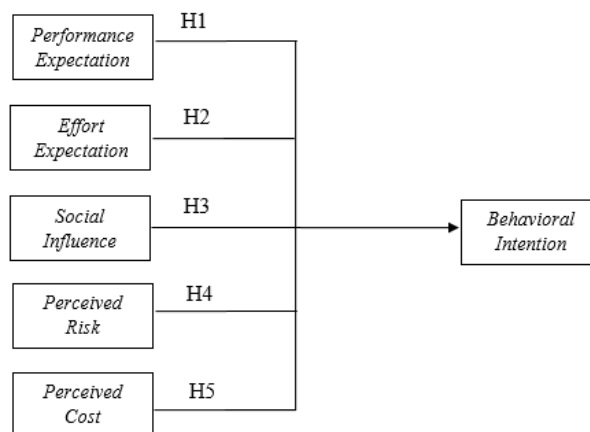 H1
Performance
Expectation
H2
Effort
Expectation
H3
Social
Influence
Behavioral
Intention
H4
Perceived
Risk
H5
Perceived
Cost